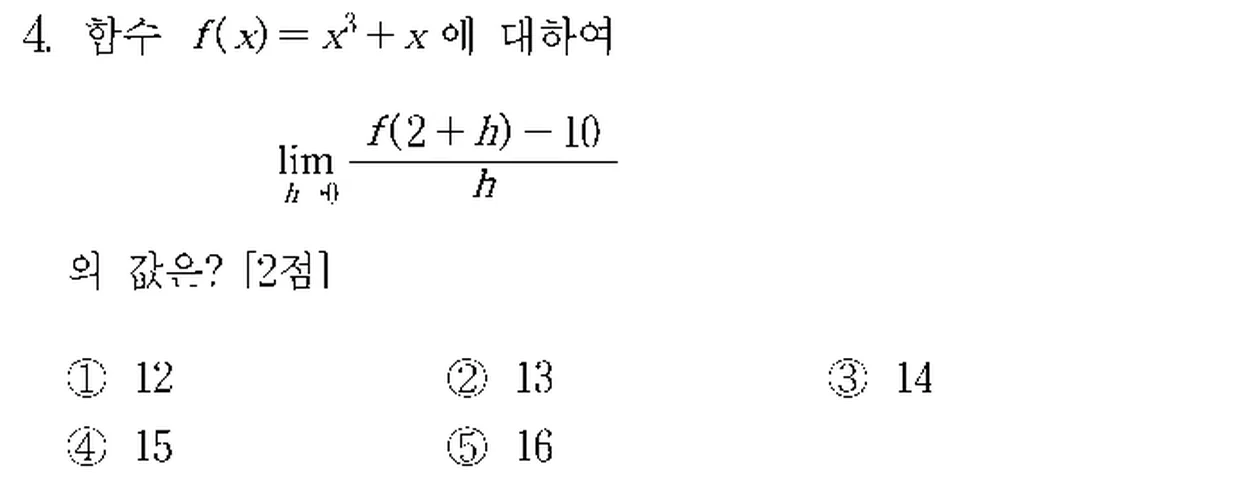 4. 함수 f(x) = x³ + x 에 대하여
lim h→0 (f(2 + h) − 10) / h
의 값은? [2점]
① 12 ② 13 ③ 14
④ 15 ⑤ 16